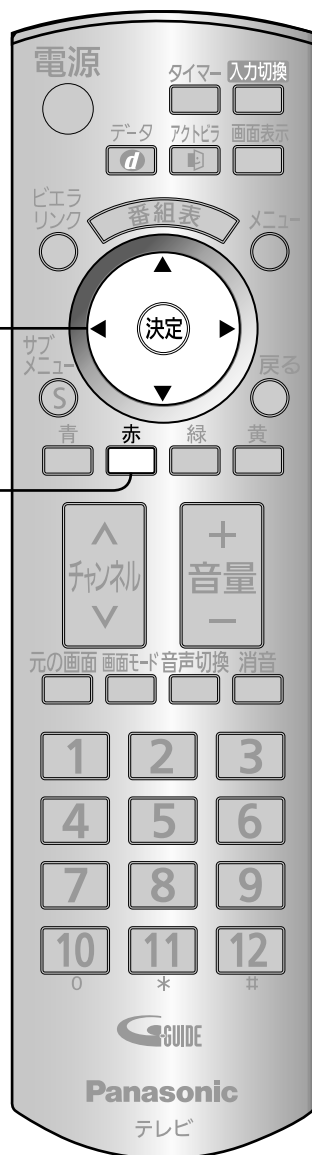 電源
タイマー 入力切換
データ アクトビラ 画面表示
d
ビエラ
リンク
番組表
メニュー
決定
サブ
メニュー
S
戻る
青 赤 緑 黄
チャンネル
+
音量
−
元の画面 画面モード 音声切換 消音
1 2 3
4 5 6
7 8 9
10 11 12
0 * #
G-GUIDE
Panasonic
テレビ